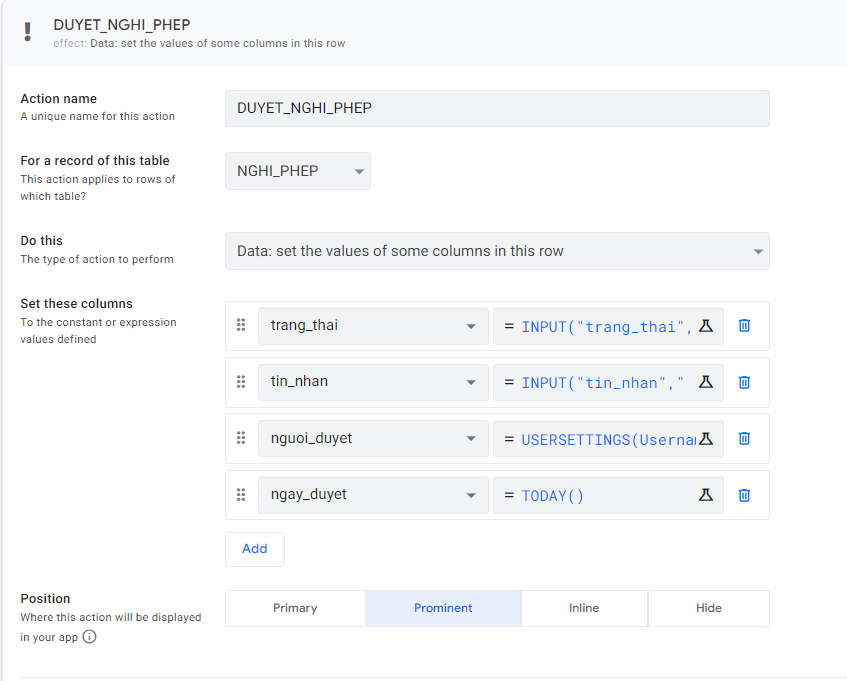 DUYET_NGHI_PHEP
effect: Data: set the values of some columns in this row
Action name
A unique name for this action
DUYET_NGHI_PHEP
For a record of this table
This action applies to rows of
which table?
NGHI_PHEP
Do this
The type of action to perform
Data: set the values of some columns in this row
Set these columns
To the constant or expression
values defined
trang_thai
= INPUT("trang_thai",
tin_nhan
= INPUT("tin_nhan","
nguoi_duyet
= USERSETTINGS(Userna
ngay_duyet
= TODAY()
Add
Position
Where this action will be displayed
in your app
Primary
Prominent
Inline
Hide